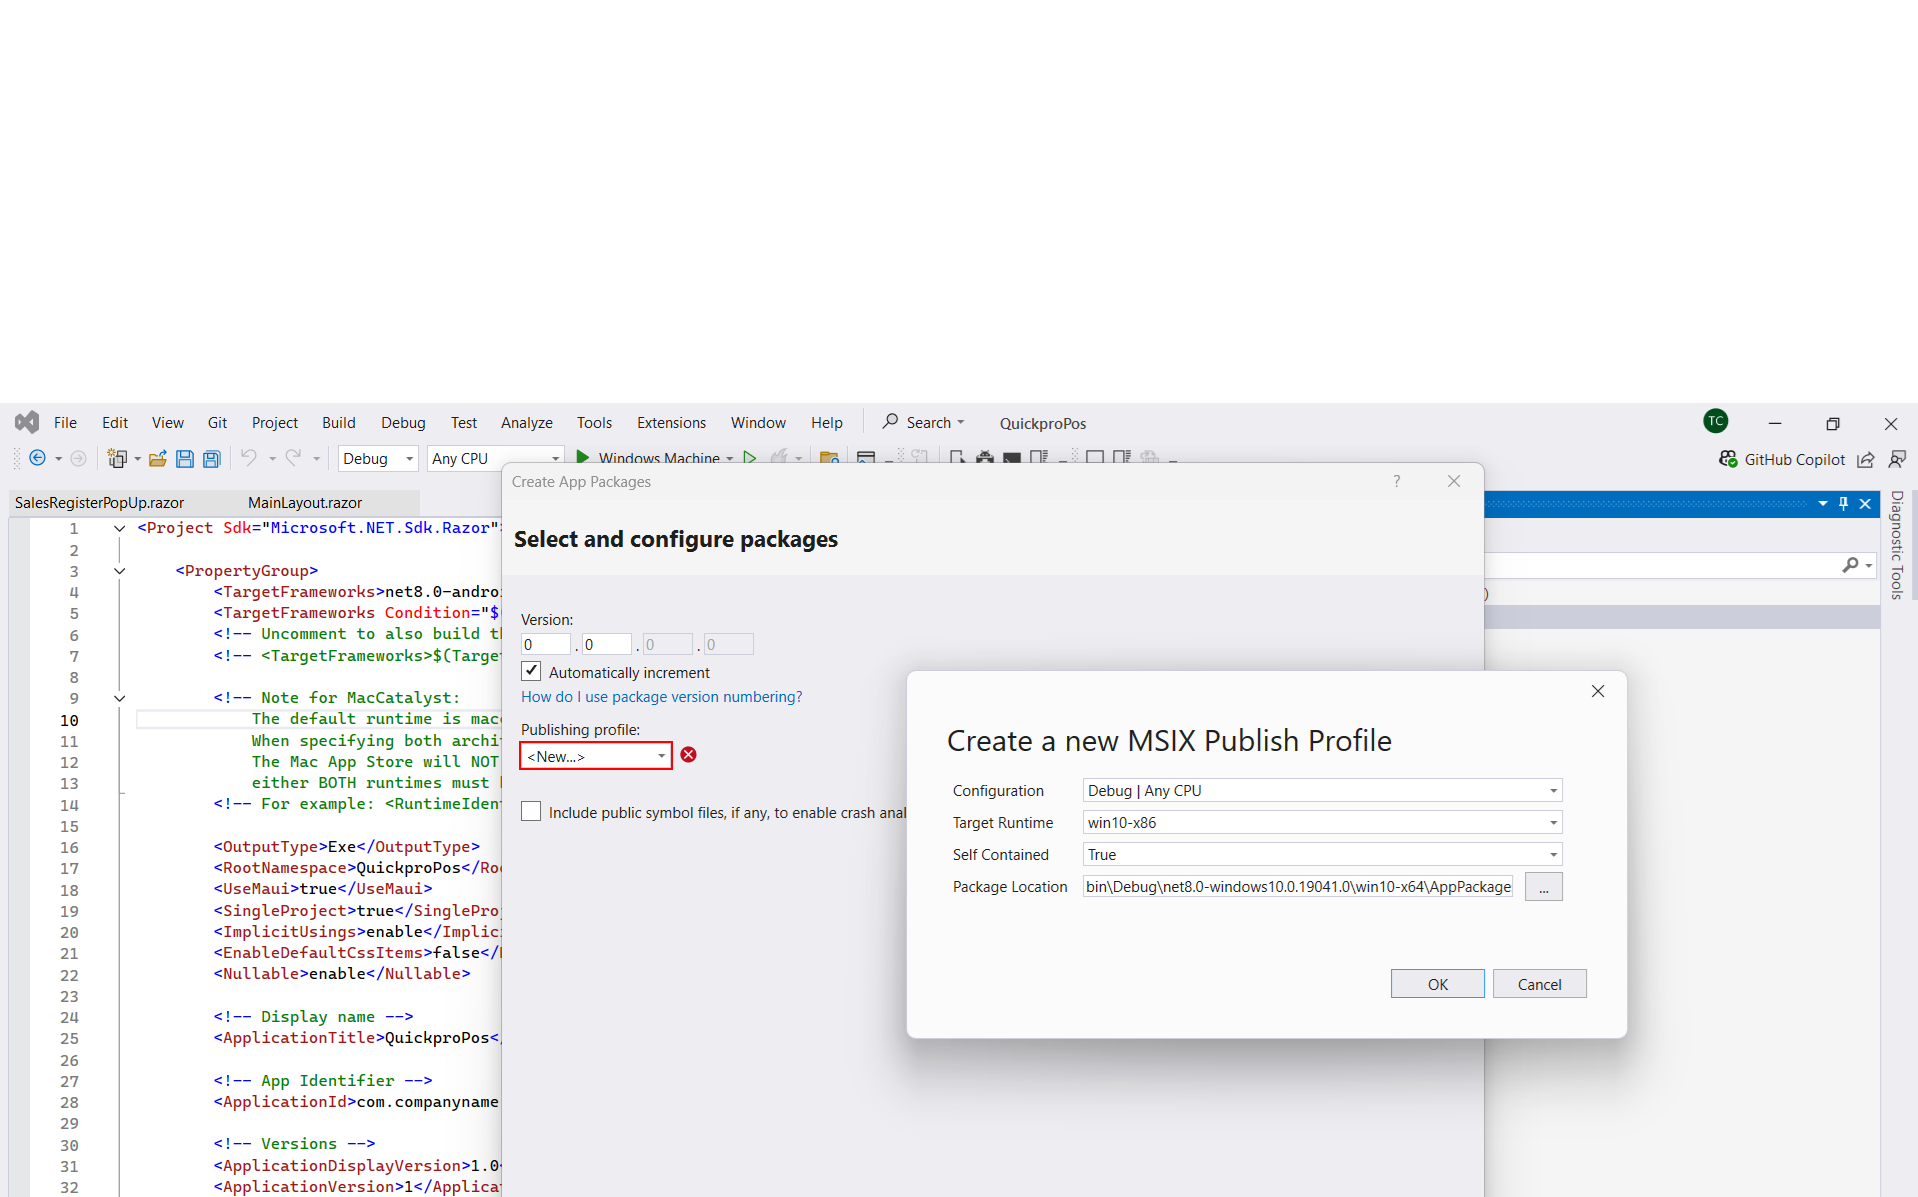 File Edit View Git Project Build Debug Test Analyze Tools Extensions Window Help Search QuickproPos TC
Debug Any CPU Windows Machine GitHub Copilot
Create App Packages ?
SalesRegisterPopUp.razor MainLayout.razor
Diagnostic Tools
Select and configure packages
Version:
0 . 0 . 0 . 0
Automatically increment
How do I use package version numbering?
Publishing profile:
<New...>
Include public symbol files, if any, to enable crash anal
Create a new MSIX Publish Profile
Configuration Debug | Any CPU
Target Runtime win10-x86
Self Contained True
Package Location bin\Debug\net8.0-windows10.0.19041.0\win10-x64\AppPackage ...
OK Cancel
1 <Project Sdk="Microsoft.NET.Sdk.Razor"
2
3 <PropertyGroup>
4 <TargetFrameworks>net8.0-androi
5 <TargetFrameworks Condition="$
6 <!-- Uncomment to also build th
7 <!-- <TargetFrameworks>$(Target
8
9 <!-- Note for MacCatalyst:
10 The default runtime is mac
11 When specifying both archi
12 The Mac App Store will NOT
13 either BOTH runtimes must
14 <!-- For example: <RuntimeIdent
15
16 <OutputType>Exe</OutputType>
17 <RootNamespace>QuickproPos</Roo
18 <UseMaui>true</UseMaui>
19 <SingleProject>true</SingleProj
20 <ImplicitUsings>enable</Implici
21 <EnableDefaultCssItems>false</
22 <Nullable>enable</Nullable>
23
24 <!-- Display name -->
25 <ApplicationTitle>QuickproPos<
26
27 <!-- App Identifier -->
28 <ApplicationId>com.companyname
29
30 <!-- Versions -->
31 <ApplicationDisplayVersion>1.0<
32 <ApplicationVersion>1</Applicat